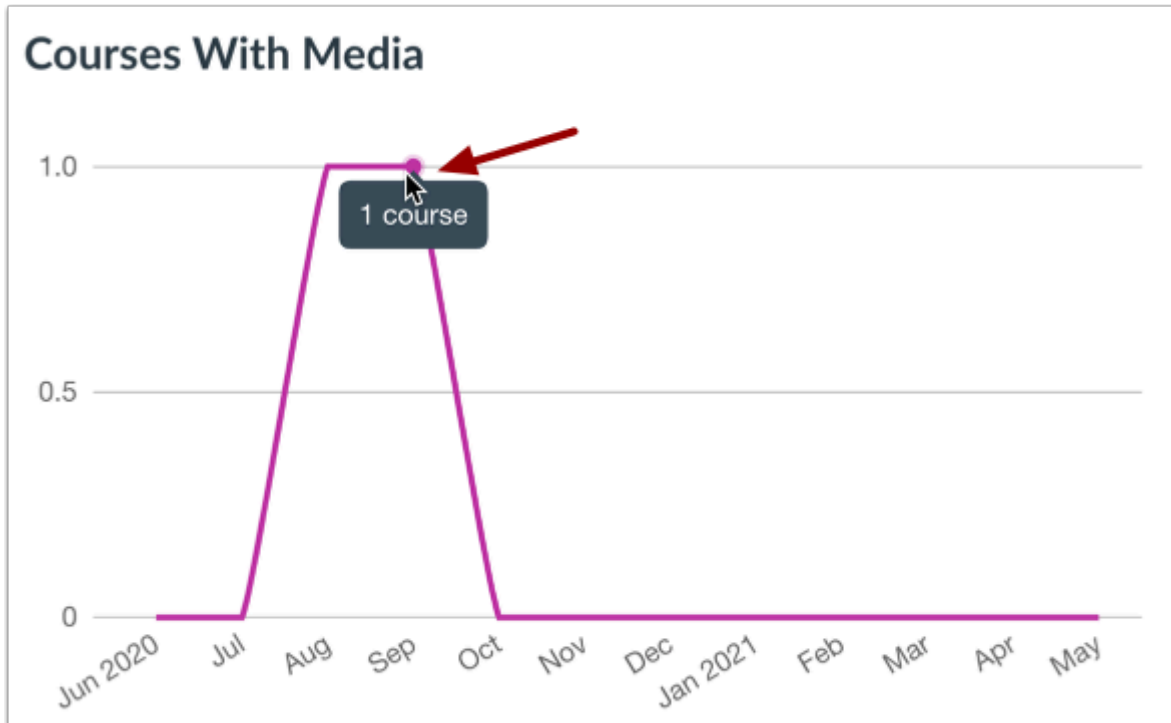 Courses With Media
1.0
1 course
0.5
0
Jun 2020
Jul
Aug
Sep
Oct
Nov
Dec
Jan 2021
Feb
Mar
Apr
May